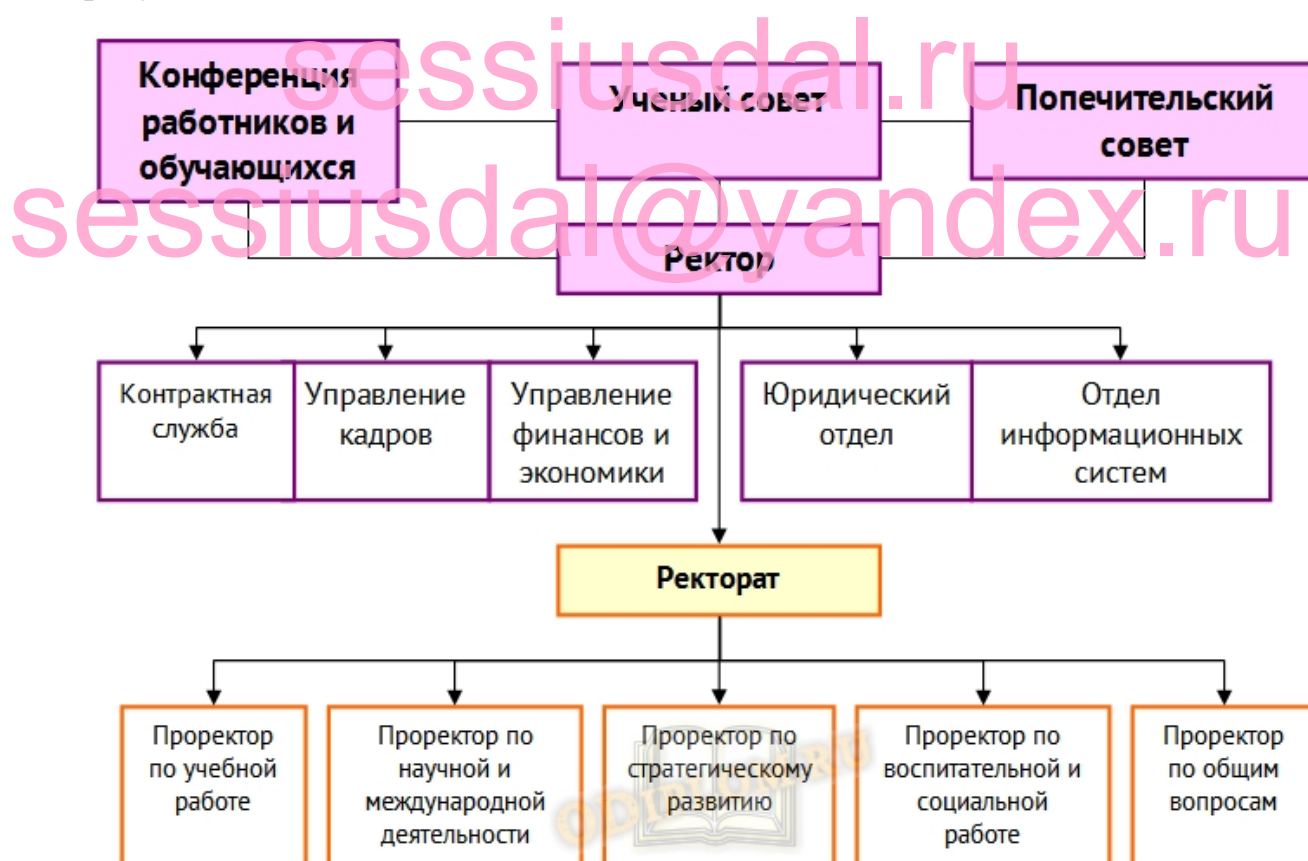 sessiusdal.ru
Конференция
работников и
обучающихся
Ученый совет
Попечительский
совет
sessiusdal@yandex.ru
Ректор
Контрактная
служба
Управление
кадров
Управление
финансов и
экономики
Юридический
отдел
Отдел
информационных
систем
Ректорат
Проректор
по учебной
работе
Проректор по
научной и
международной
деятельности
Проректор по
стратегическому
развитию
Проректор по
воспитательной и
социальной
работе
Проректор
по общим
вопросам
ODIPLOM.RU